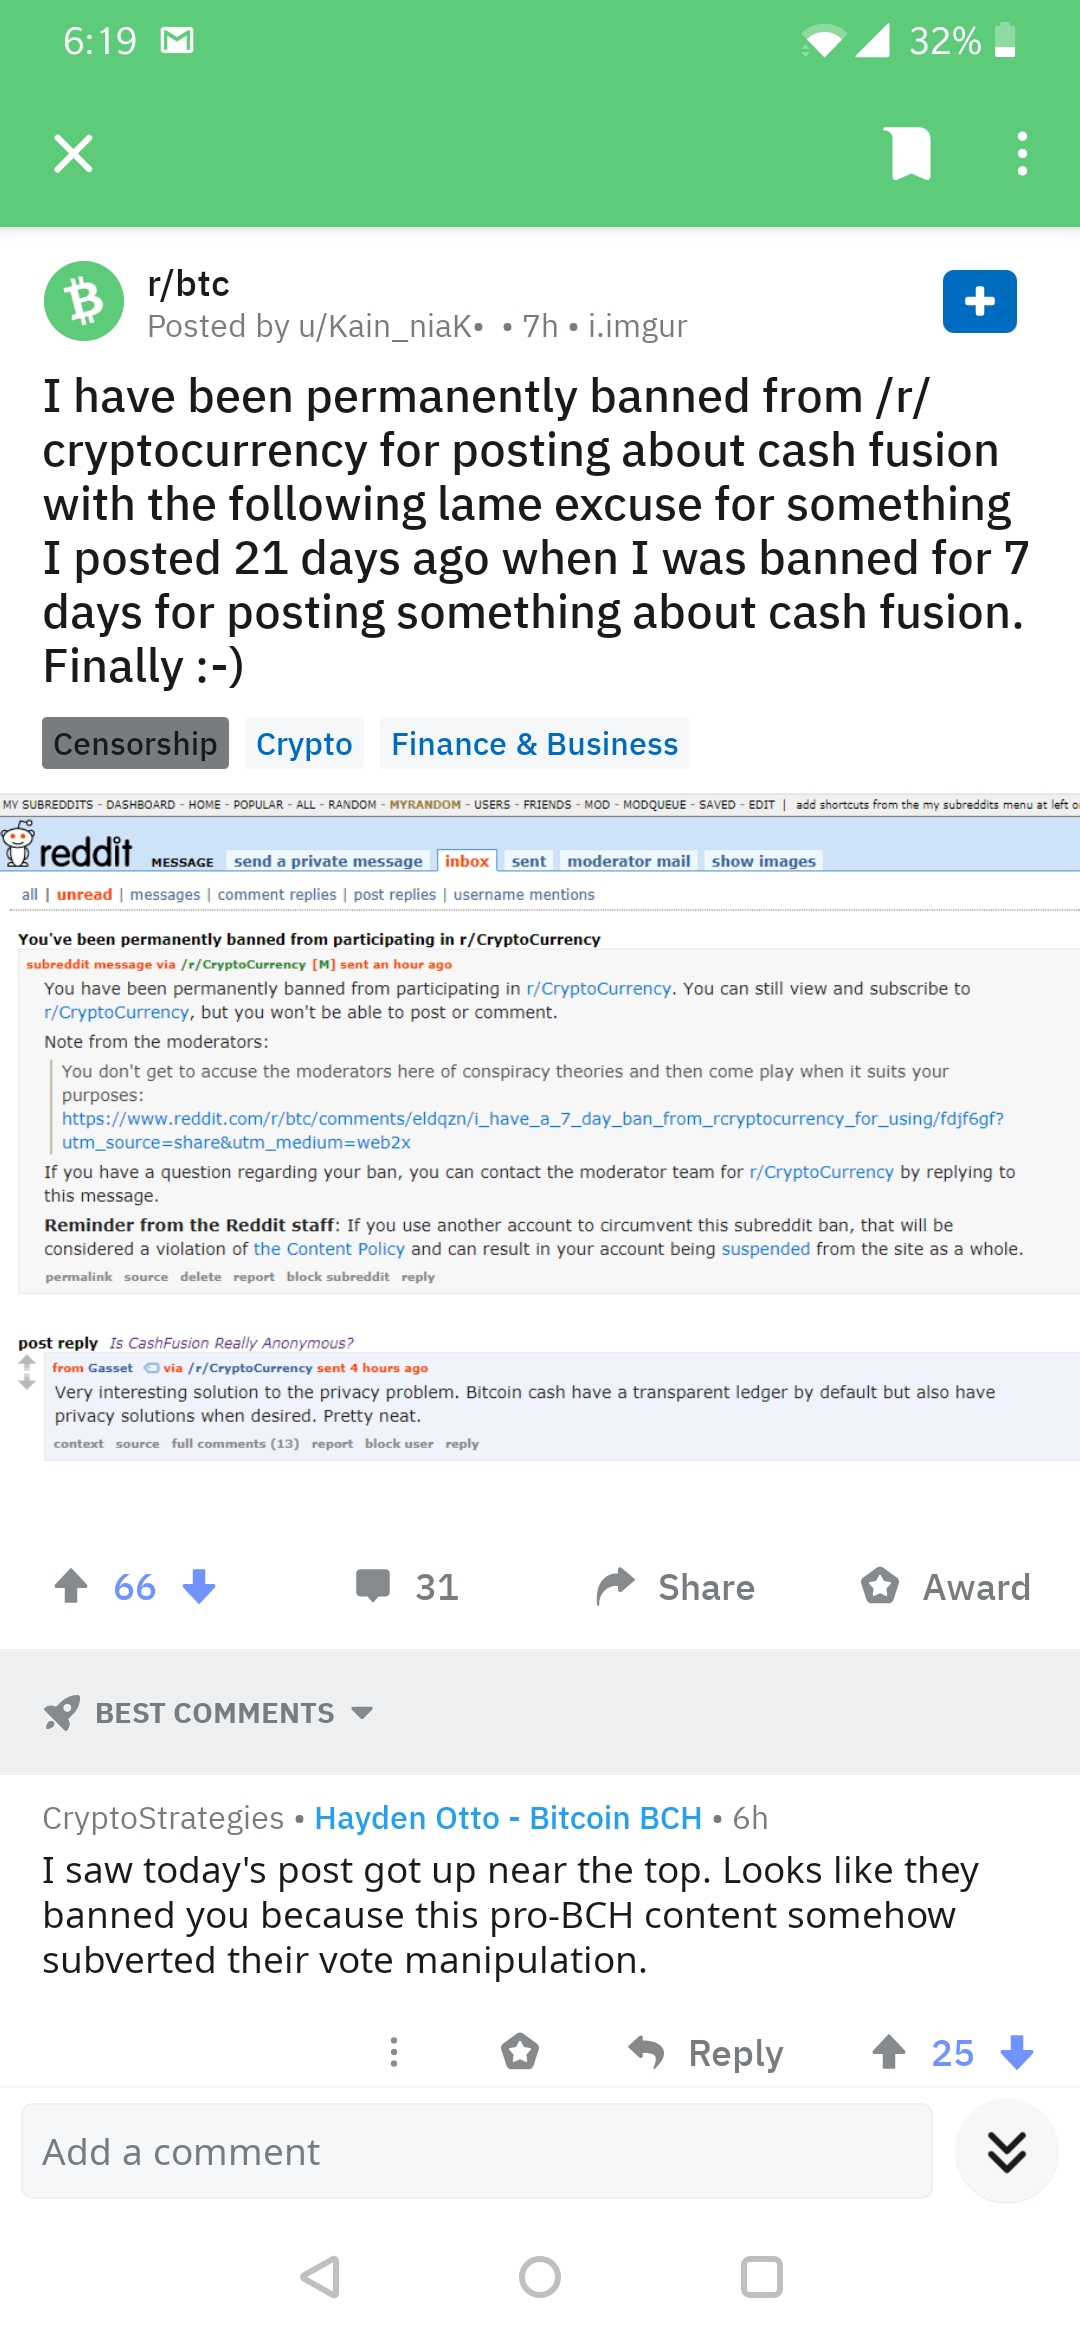 6:19
32%
r/btc
Posted by u/Kain_niaK• • 7h • i.imgur
I have been permanently banned from /r/
cryptocurrency for posting about cash fusion
with the following lame excuse for something
I posted 21 days ago when I was banned for 7
days for posting something about cash fusion.
Finally :-)
Censorship Crypto Finance & Business
MY SUBREDDITS - DASHBOARD - HOME - POPULAR - ALL - RANDOM - MYRANDOM - USERS - FRIENDS - MOD - MODQUEUE - SAVED - EDIT | add shortcuts from the my subreddits menu at left
reddit MESSAGE send a private message inbox sent moderator mail show images
all | unread | messages | comment replies | post replies | username mentions
You've been permanently banned from participating in r/CryptoCurrency
subreddit message via /r/CryptoCurrency [M] sent an hour ago
You have been permanently banned from participating in r/CryptoCurrency. You can still view and subscribe to
r/CryptoCurrency, but you won't be able to post or comment.
Note from the moderators:
You don't get to accuse the moderators here of conspiracy theories and then come play when it suits your
purposes:
https://www.reddit.com/r/btc/comments/eldqzn/i_have_a_7_day_ban_from_rcryptocurrency_for_using/fdjf6gf?
utm_source=share&utm_medium=web2x
If you have a question regarding your ban, you can contact the moderator team for r/CryptoCurrency by replying to
this message.
Reminder from the Reddit staff: If you use another account to circumvent this subreddit ban, that will be
considered a violation of the Content Policy and can result in your account being suspended from the site as a whole.
permalink source delete report block subreddit reply
post reply Is CashFusion Really Anonymous?
from Gasset via /r/CryptoCurrency sent 4 hours ago
Very interesting solution to the privacy problem. Bitcoin cash have a transparent ledger by default but also have
privacy solutions when desired. Pretty neat.
context source full comments (13) report block user reply
66 31 Share Award
BEST COMMENTS
CryptoStrategies • Hayden Otto - Bitcoin BCH • 6h
I saw today's post got up near the top. Looks like they
banned you because this pro-BCH content somehow
subverted their vote manipulation.
Reply 25
Add a comment